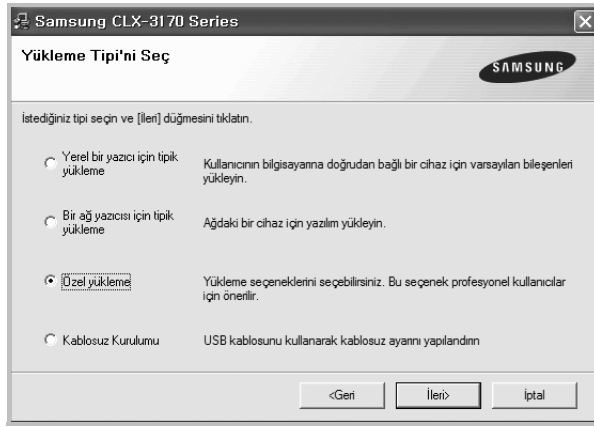 Samsung CLX-3170 Series
Yükleme Tipi'ni Seç
SAMSUNG
İstediğiniz tipi seçin ve [İleri] düğmesini tıklatın.
Yerel bir yazıcı için tipik
yükleme
Kullanıcının bilgisayarına doğrudan bağlı bir cihaz için varsayılan bileşenleri
yükleyin.
Bir ağ yazıcısı için tipik
yükleme
Ağdaki bir cihaz için yazılım yükleyin.
Özel yükleme
Yükleme seçeneklerini seçebilirsiniz. Bu seçenek profesyonel kullanıcılar
için önerilir.
Kablosuz Kurulumu
USB kablosunu kullanarak kablosuz ayarını yapılandırın
<Geri
İleri>
İptal